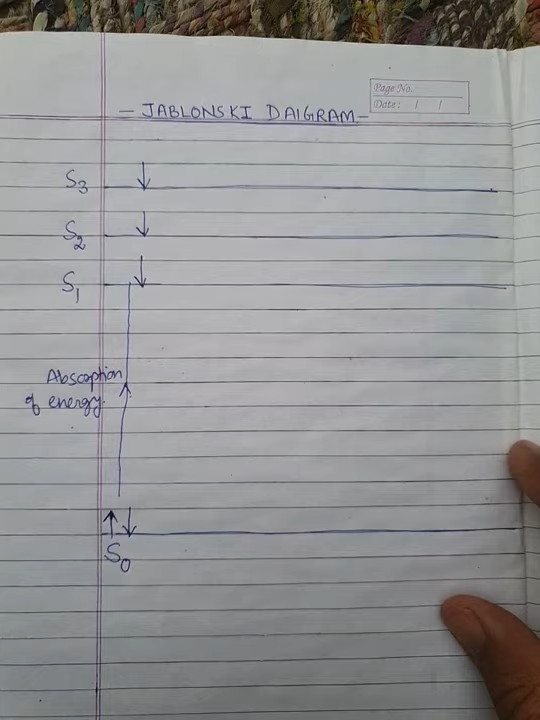 Page No.:
Date: / /
- JABLONSKI DAIGRAM -
S3
S2
S1
Absorption
of energy
S0